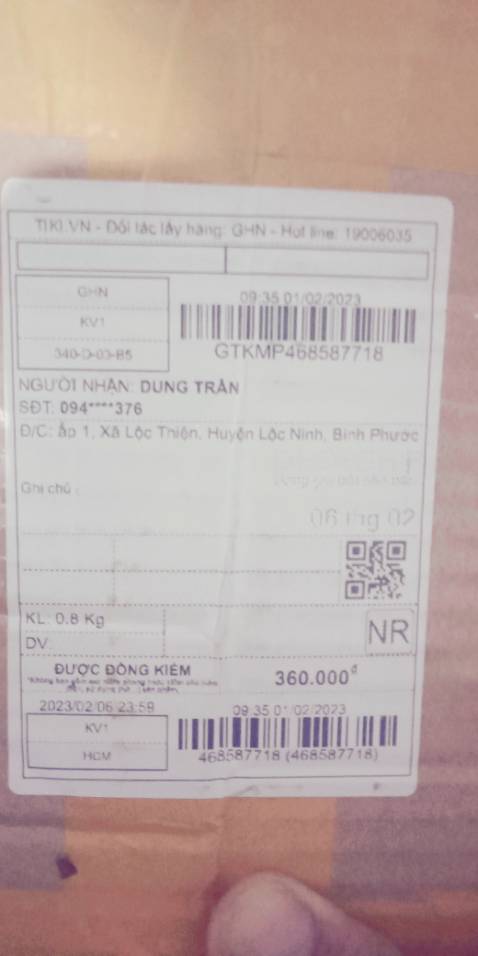 TIKI.VN - Đối tác lấy hàng: GHN - Hot line: 19006035
GHN
KV1
340-D-03-B5
09:35 01/02/2023
GTKMP468587718
NGƯỜI NHẬN: DUNG TRẦN
SĐT: 094****376
Đ/C: ấp 1, Xã Lộc Thiện, Huyện Lộc Ninh, Bình Phước
Ghi chú :
06 thg 02
KL: 0.8 Kg
DV:
NR
ĐƯỢC ĐỒNG KIỂM
360.000đ
2023/02/06 23:59
KV1
HCM
09:35 01/02/2023
468587718 (468587718)